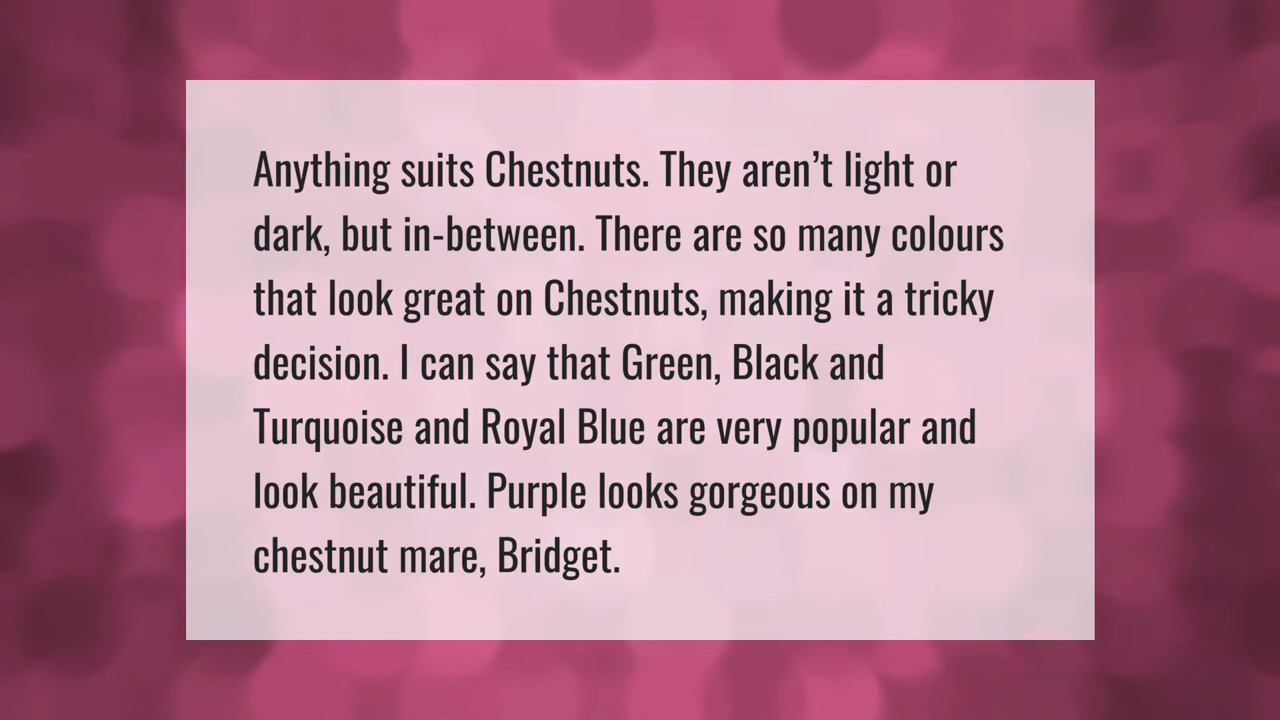 Anything suits Chestnuts. They aren’t light or
dark, but in-between. There are so many colours
that look great on Chestnuts, making it a tricky
decision. I can say that Green, Black and
Turquoise and Royal Blue are very popular and
look beautiful. Purple looks gorgeous on my
chestnut mare, Bridget.